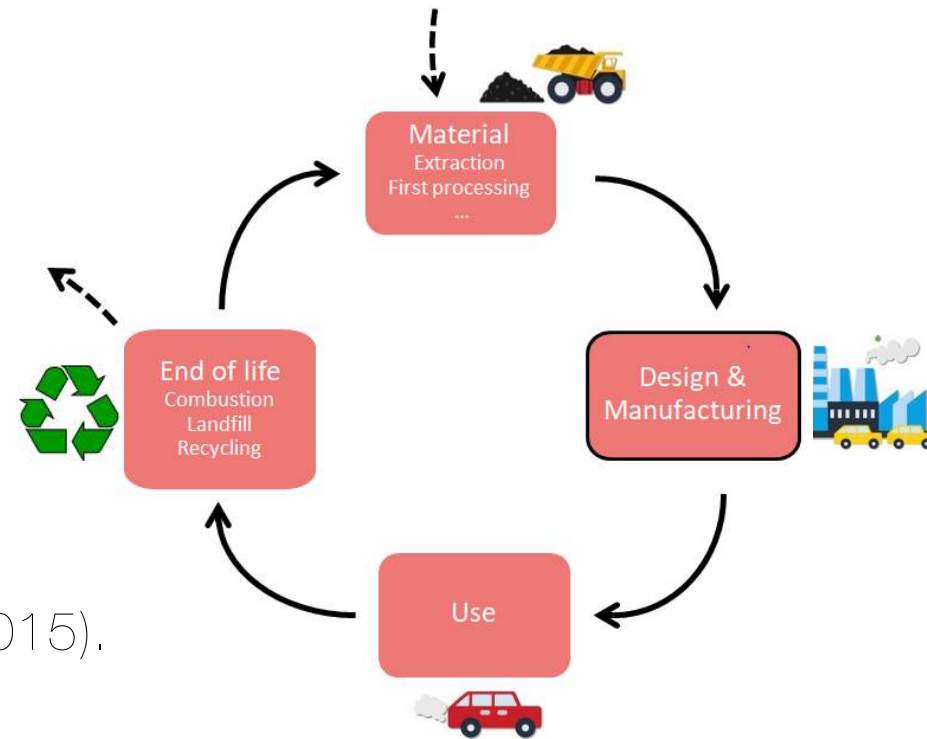 Material
Extraction
First processing
...
Design &
Manufacturing
End of life
Combustion
Landfill
Recycling
Use
015).